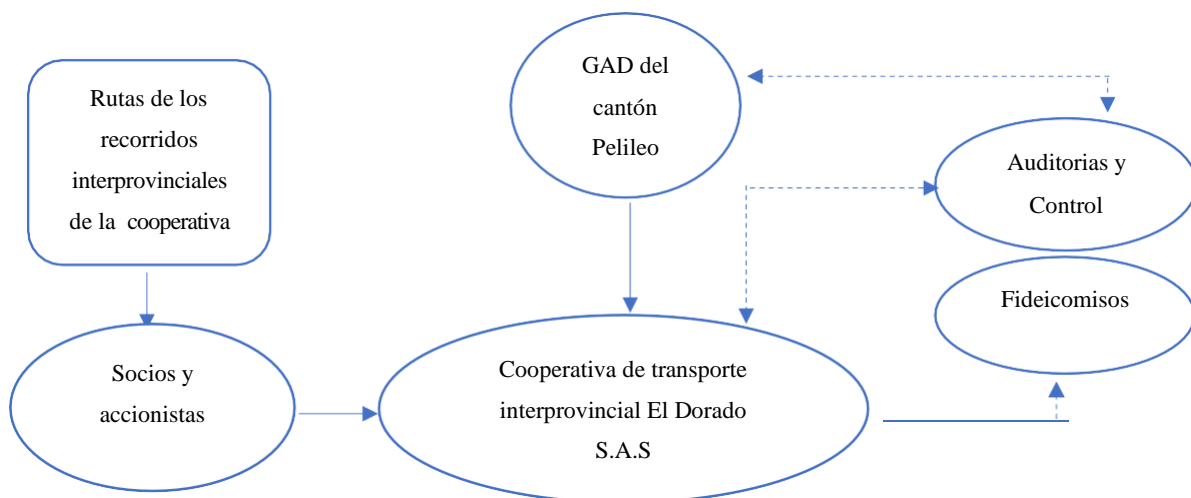 Rutas de los
recorridos
interprovinciales
de la cooperativa
GAD del
cantón
Pelileo
Auditorias y
Control
Fideicomisos
Socios y
accionistas
Cooperativa de transporte
interprovincial El Dorado
S.A.S